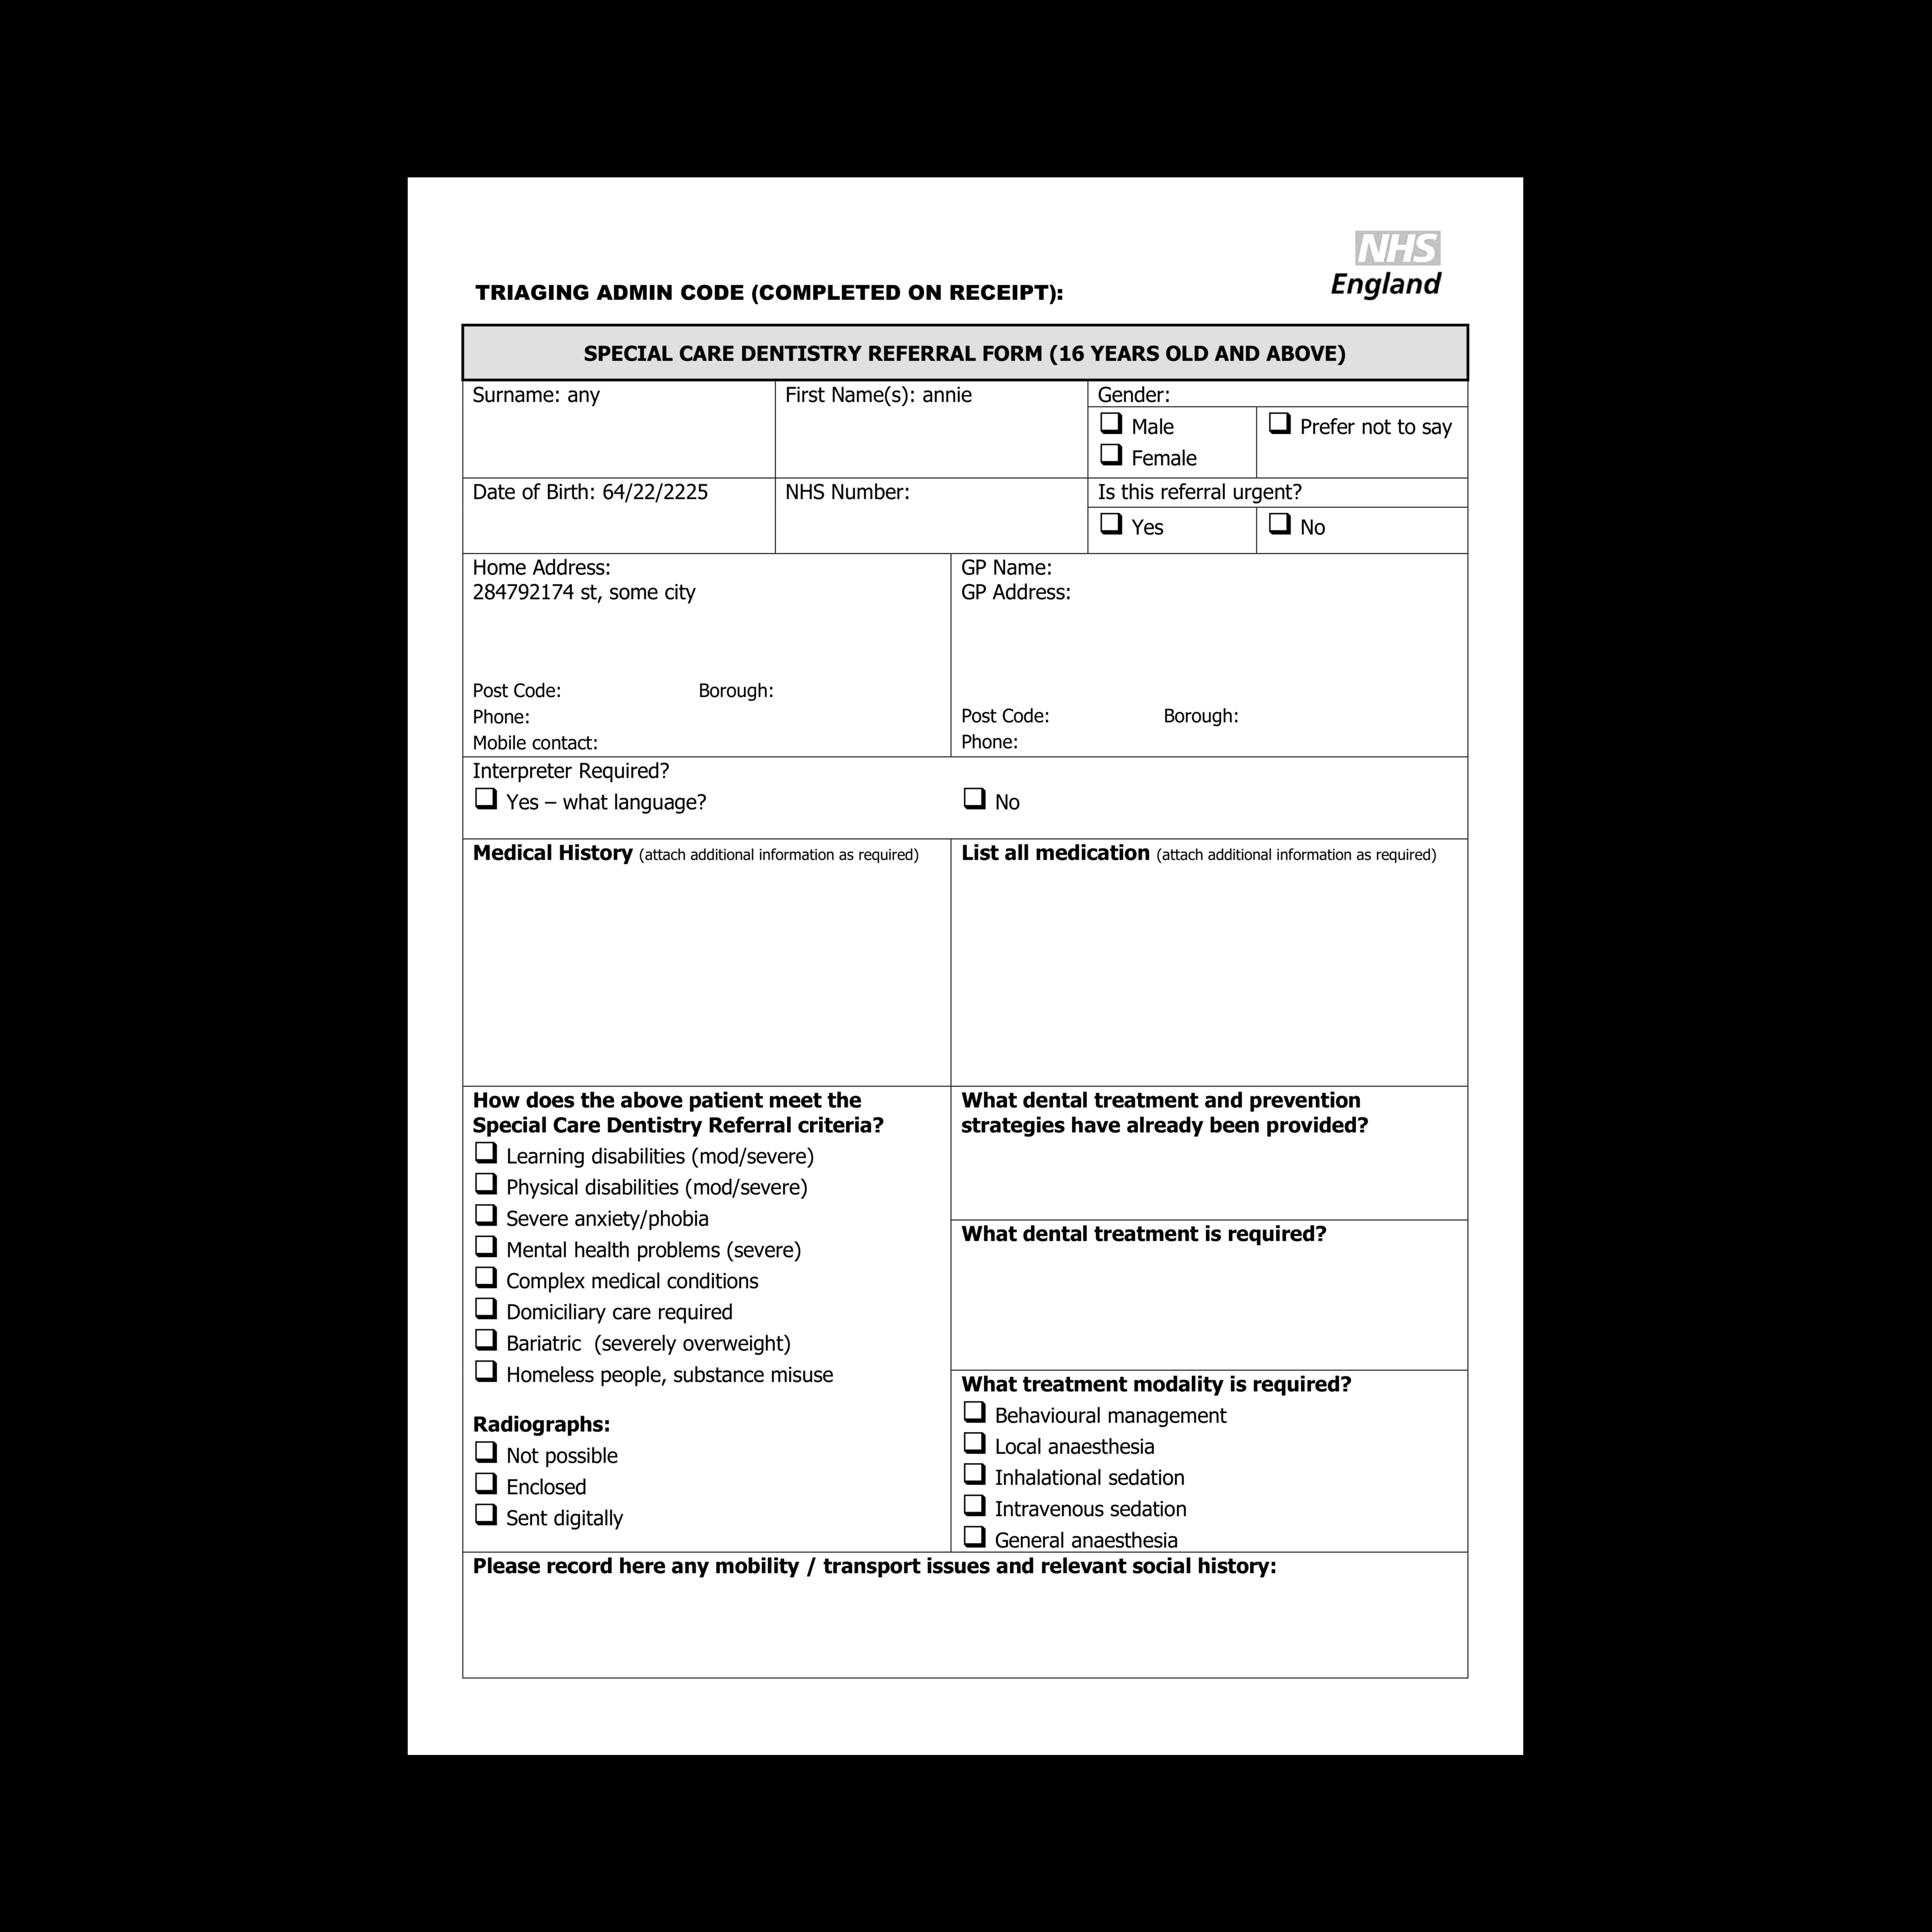 NHS
England
TRIAGING ADMIN CODE (COMPLETED ON RECEIPT):
SPECIAL CARE DENTISTRY REFERRAL FORM (16 YEARS OLD AND ABOVE)
Surname: any
First Name(s): annie
Gender:
Male
Prefer not to say
Female
Date of Birth: 64/22/2225
NHS Number:
Is this referral urgent?
Yes
No
Home Address:
284792174 st, some city
Post Code: Borough:
Phone:
Mobile contact:
GP Name:
GP Address:
Post Code: Borough:
Phone:
Interpreter Required?
Yes – what language?
No
Medical History (attach additional information as required)
List all medication (attach additional information as required)
How does the above patient meet the
Special Care Dentistry Referral criteria?
Learning disabilities (mod/severe)
Physical disabilities (mod/severe)
Severe anxiety/phobia
Mental health problems (severe)
Complex medical conditions
Domiciliary care required
Bariatric (severely overweight)
Homeless people, substance misuse
Radiographs:
Not possible
Enclosed
Sent digitally
What dental treatment and prevention
strategies have already been provided?
What dental treatment is required?
What treatment modality is required?
Behavioural management
Local anaesthesia
Inhalational sedation
Intravenous sedation
General anaesthesia
Please record here any mobility / transport issues and relevant social history: